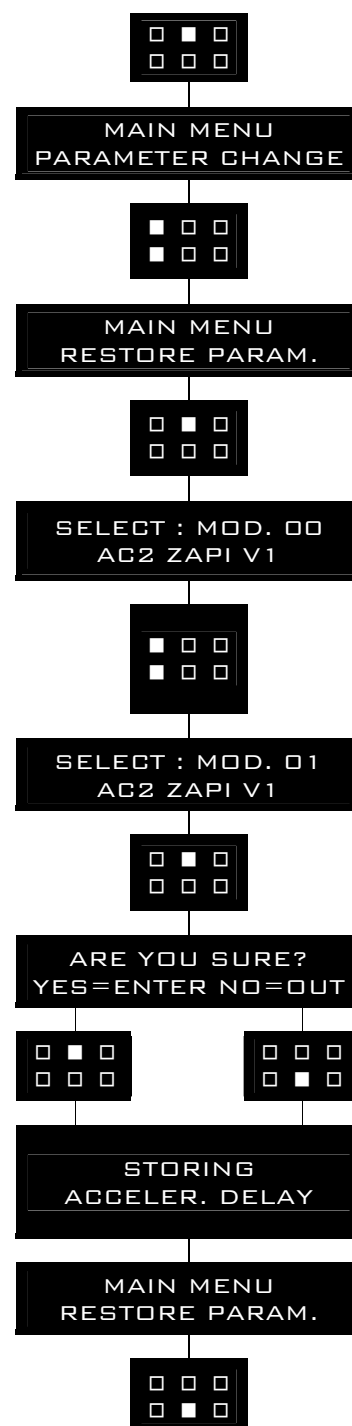 MAIN MENU
PARAMETER CHANGE
MAIN MENU
RESTORE PARAM.
SELECT : MOD. 00
AC2 ZAPI V1
SELECT : MOD. 01
AC2 ZAPI V1
ARE YOU SURE?
YES=ENTER NO=OUT
STORING
ACCELER. DELAY
MAIN MENU
RESTORE PARAM.